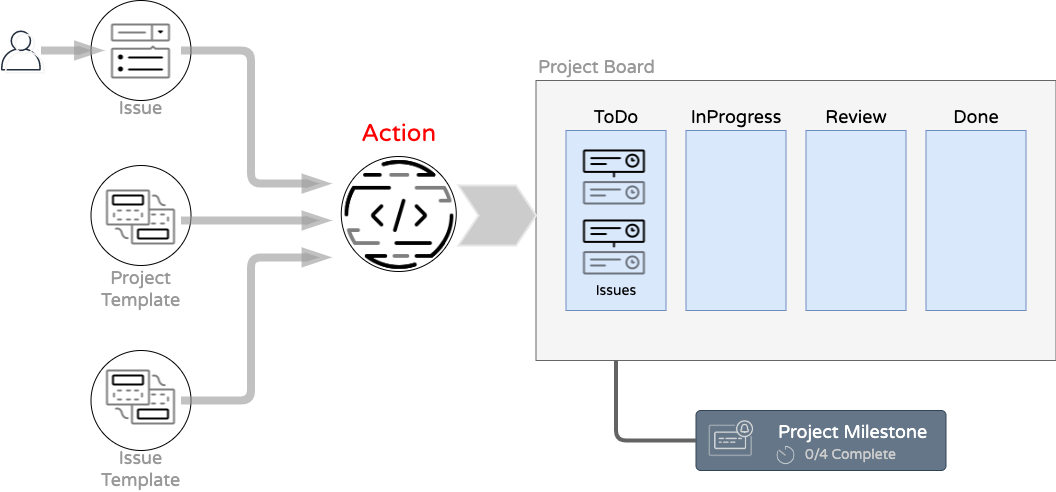 Project Board
Issue
ToDo
InProgress
Review
Done
Action
</>
Issues
Project
Template
Issue
Template
Project Milestone
0/4 Complete